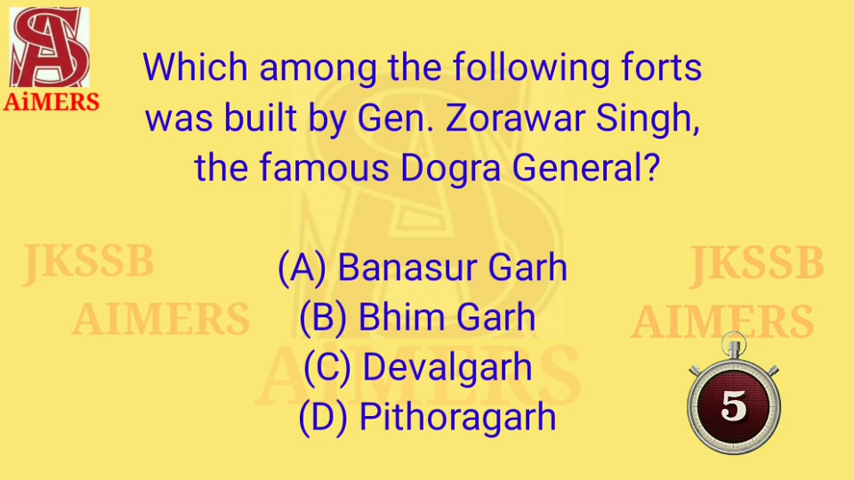 AiMERS
Which among the following forts
was built by Gen. Zorawar Singh,
the famous Dogra General?
(A) Banasur Garh
(B) Bhim Garh
(C) Devalgarh
(D) Pithoragarh
JKSSB
AIMERS
JKSSB
AIMERS
AiMERS
5